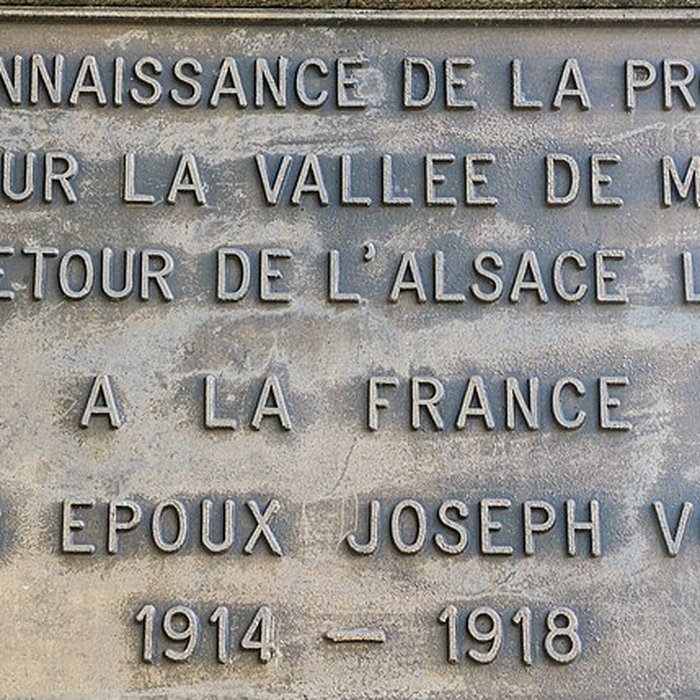 NNAISSANCE DE LA PR
UR LA VALLEE DE M
ETOUR DE L'ALSACE L
A LA FRANCE
EPOUX JOSEPH V
1914 — 1918